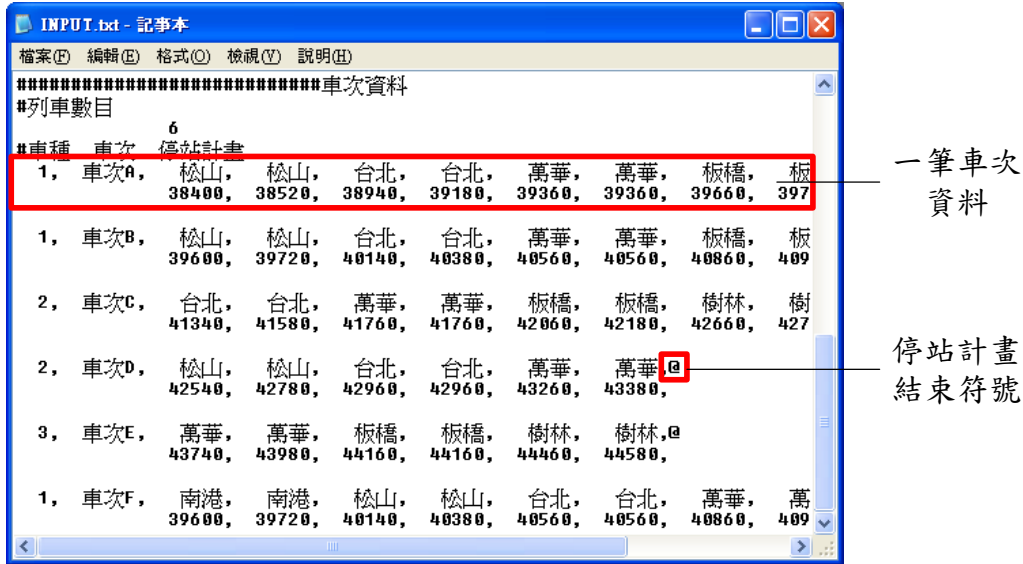 INPUT.txt - 記事本
檔案(F) 編輯(E) 格式(O) 檢視(V) 說明(H)
#############################車次資料
#列車數目
6
#車種 車次 停站計畫
1, 車次A, 松山, 松山, 台北, 台北, 萬華, 萬華, 板橋, 板
38400, 38520, 38940, 39180, 39360, 39360, 39660, 397
一筆車次
資料
1, 車次B, 松山, 松山, 台北, 台北, 萬華, 萬華, 板橋, 板
39600, 39720, 40140, 40380, 40560, 40560, 40860, 409
2, 車次C, 台北, 台北, 萬華, 萬華, 板橋, 板橋, 樹林, 樹
41340, 41580, 41760, 41760, 42060, 42180, 42660, 427
2, 車次D, 松山, 松山, 台北, 台北, 萬華, 萬華,@
42540, 42780, 42960, 42960, 43260, 43380,
停站計畫
結束符號
3, 車次E, 萬華, 萬華, 板橋, 板橋, 樹林, 樹林,@
43740, 43980, 44160, 44160, 44460, 44580,
1, 車次F, 南港, 南港, 松山, 松山, 台北, 台北, 萬華, 萬
39600, 39720, 40140, 40380, 40560, 40560, 40860, 409